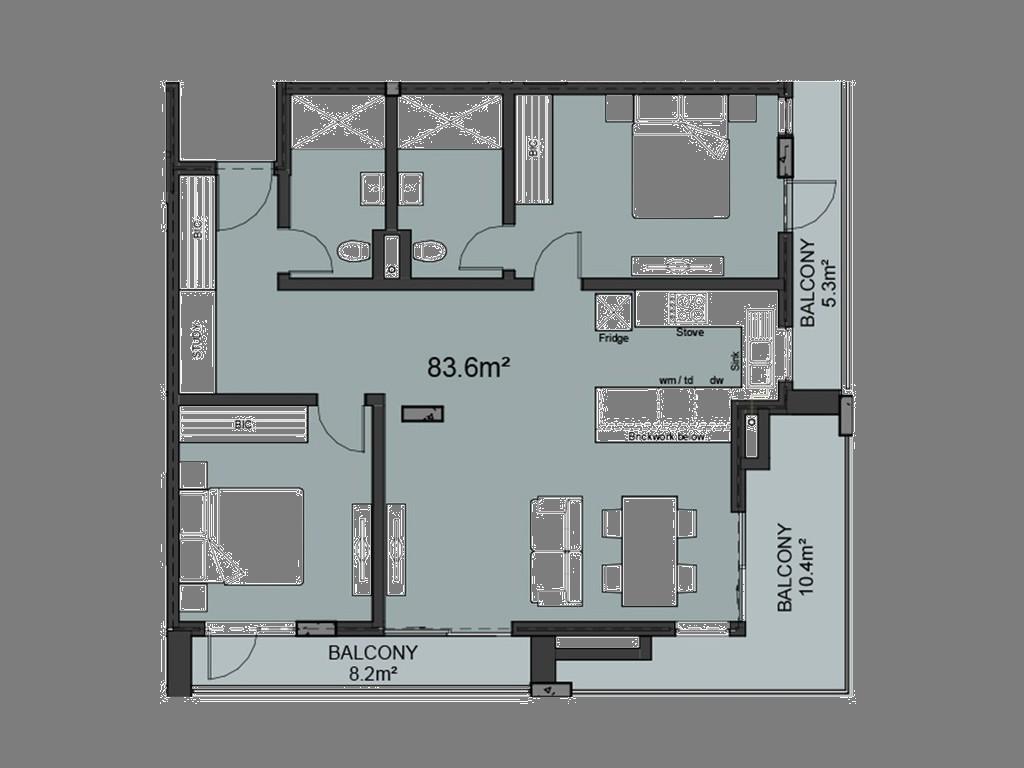 BIC
BIC
BALCONY
5.3m²
STUDY
Fridge
Stove
83.6m²
Sink
wm / td
dw
BIC
Brickwork below
BALCONY
10.4m²
BALCONY
8.2m²